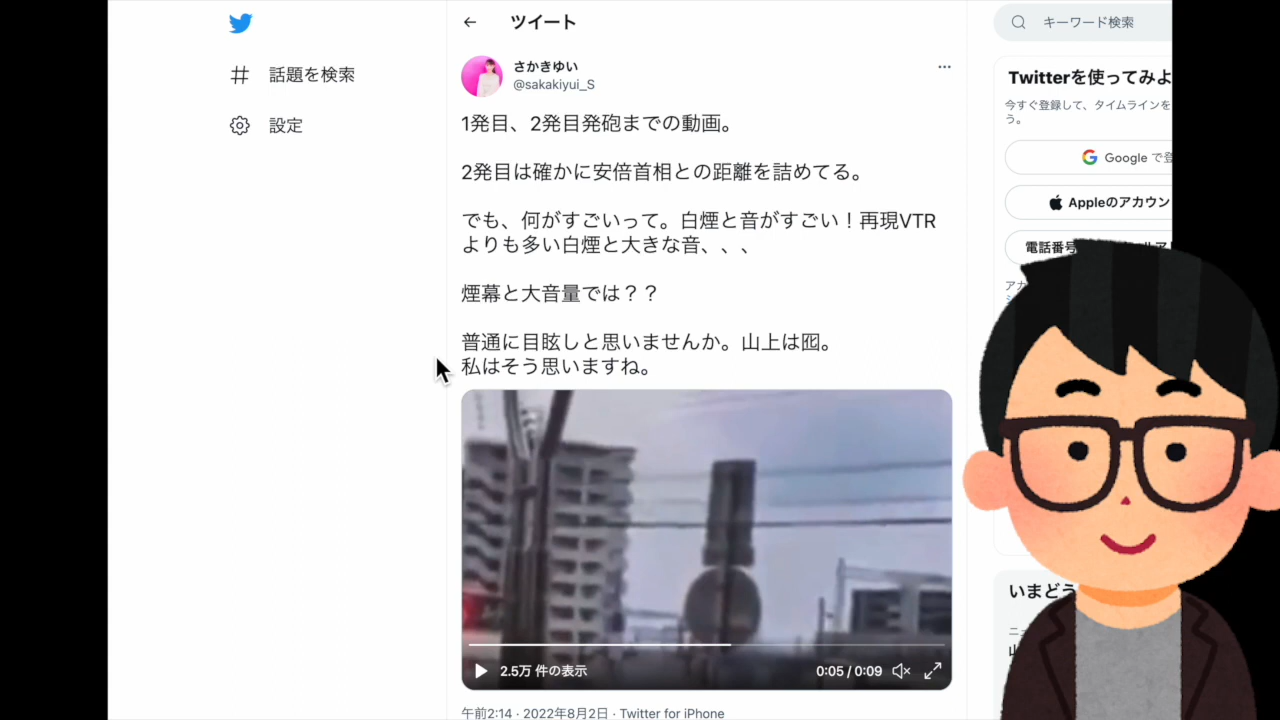 ツイート
キーワード検索
話題を検索
設定
さかきゆい
@sakakiyui_S
1発目、2発目発砲までの動画。
2発目は確かに安倍首相との距離を詰めてる。
でも、何がすごいって。白煙と音がすごい！再現VTR
よりも多い白煙と大きな音、、、
煙幕と大音量では？？
普通に目眩しと思いませんか。山上は囮。
私はそう思いますね。
2.5万 件の表示
0:05 / 0:09
午前2:14 · 2022年8月2日 · Twitter for iPhone
Twitterを使ってみよ
今すぐ登録して、タイムラインを
う。
Google で登
Appleのアカウン
電話番号
アカ
いまどう
ニュ
山